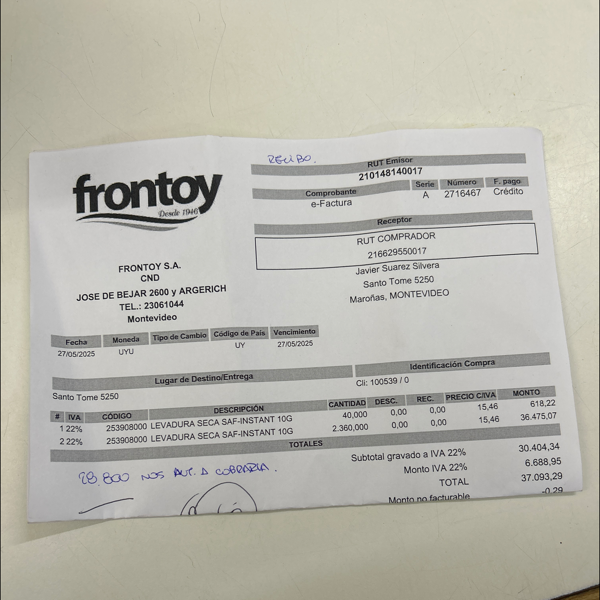 RECIBO.
frontoy
Desde 1946
RUT Emisor
210148140017
Comprobante Serie Número F. pago
e-Factura A 2716467 Crédito
Receptor
RUT COMPRADOR
216629550017
Javier Suarez Silvera
Santo Tome 5250
Maroñas, MONTEVIDEO
FRONTOY S.A.
CND
JOSE DE BEJAR 2600 y ARGERICH
TEL.: 23061044
Montevideo
Fecha Moneda Tipo de Cambio Código de País Vencimiento
27/05/2025 UYU UY 27/05/2025
Lugar de Destino/Entrega Identificación Compra
Santo Tome 5250 Cli: 100539 / 0
# IVA CÓDIGO DESCRIPCIÓN CANTIDAD DESC. REC. PRECIO C/IVA MONTO
1 22% 253908000 LEVADURA SECA SAF-INSTANT 10G 40,000 0,00 0,00 15,46 618,22
2 22% 253908000 LEVADURA SECA SAF-INSTANT 10G 2.360,000 0,00 0,00 15,46 36.475,07
TOTALES
Subtotal gravado a IVA 22% 30.404,34
Monto IVA 22% 6.688,95
TOTAL 37.093,29
Monto no facturable -0,29
28.800 NOS AUT. A COBRARLA.